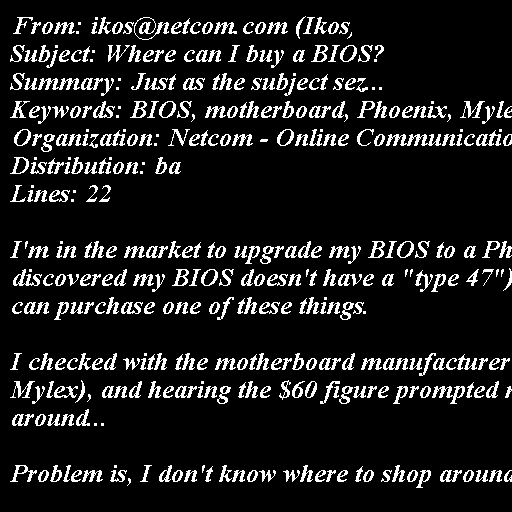 From: ikos@netcom.com (Ikos)
Subject: Where can I buy a BIOS?
Summary: Just as the subject sez...
Keywords: BIOS, motherboard, Phoenix, Myle
Organization: Netcom - Online Communicatio
Distribution: ba
Lines: 22

I'm in the market to upgrade my BIOS to a Ph
discovered my BIOS doesn't have a "type 47")
can purchase one of these things.

I checked with the motherboard manufacturer
Mylex), and hearing the $60 figure prompted
around...

Problem is, I don't know where to shop around